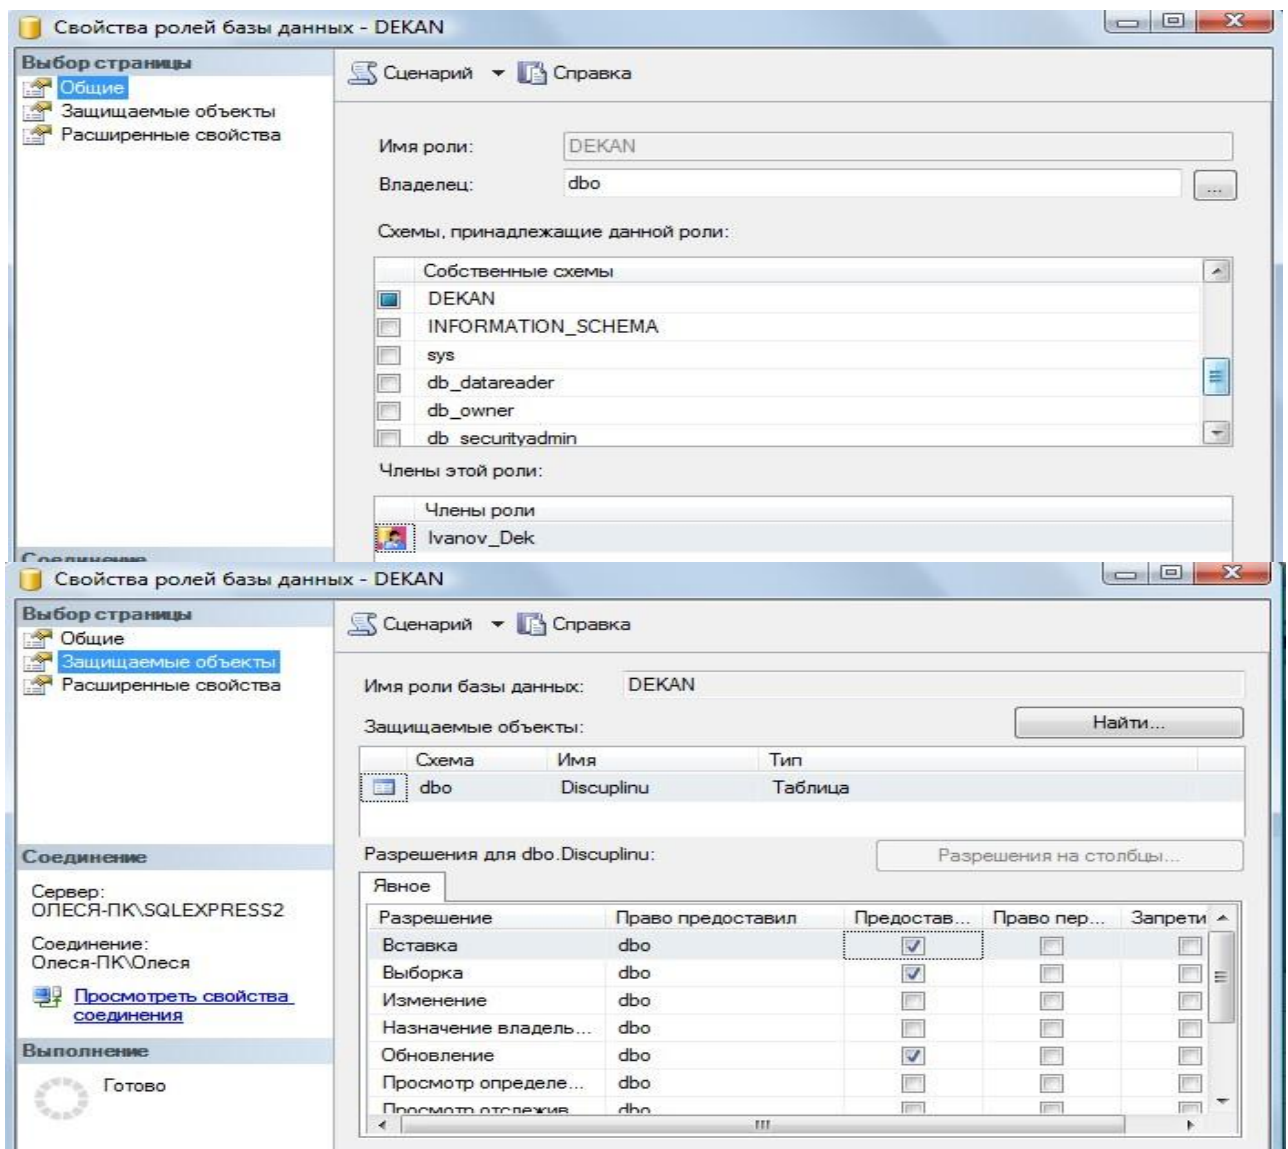 Свойства ролей базы данных - DEKAN
Выбор страницы
Общие
Защищаемые объекты
Расширенные свойства
Сценарий
Справка
Имя роли:
DEKAN
Владелец:
dbo
...
Схемы, принадлежащие данной роли:
Собственные схемы
DEKAN
INFORMATION_SCHEMA
sys
db_datareader
db_owner
db_securityadmin
Члены этой роли:
Члены роли
Ivanov_Dek
Соединение
Свойства ролей базы данных - DEKAN
Выбор страницы
Общие
Защищаемые объекты
Расширенные свойства
Сценарий
Справка
Имя роли базы данных: DEKAN
Защищаемые объекты:
Найти...
Схема Имя Тип
dbo Discuplinu Таблица
Разрешения для dbo.Discuplinu:
Разрешения на столбцы...
Явное
Разрешение Право предоставил Предостав... Право пер... Запрети
Вставка dbo
Выборка dbo
Изменение dbo
Назначение владель... dbo
Обновление dbo
Просмотр определе... dbo
Просмотр отслежив dbo
Соединение
Сервер:
ОЛЕСЯ-ПК\SQLEXPRESS2
Соединение:
Олеся-ПК\Олеся
Просмотреть свойства
соединения
Выполнение
Готово